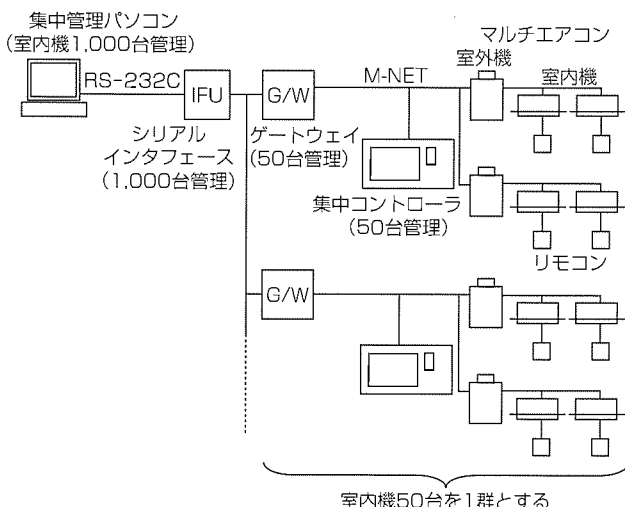 集中管理パソコン
(室内機1,000台管理)
RS-232C
IFU
シリアル
インタフェース
(1,000台管理)
G/W
ゲートウェイ
(50台管理)
M-NET
集中コントローラ
(50台管理)
マルチエアコン
室外機
室内機
リモコン
G/W
室内機50台を1群とする